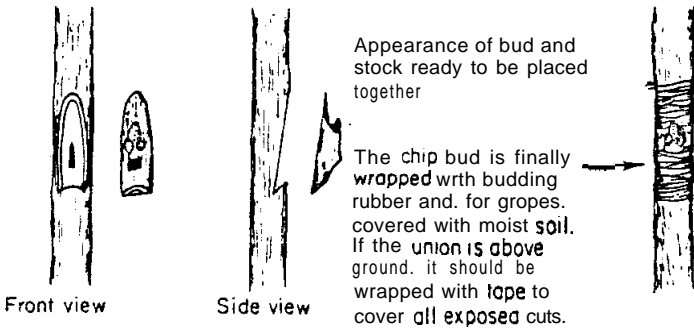 Appearance of bud and
stock ready to be placed
together
The chip bud is finally
wrapped wrth budding
rubber and. for gropes.
covered with moist soil.
If the union is above
ground. it should be
wrapped with tape to
cover all exposed cuts.
Front view
Side view